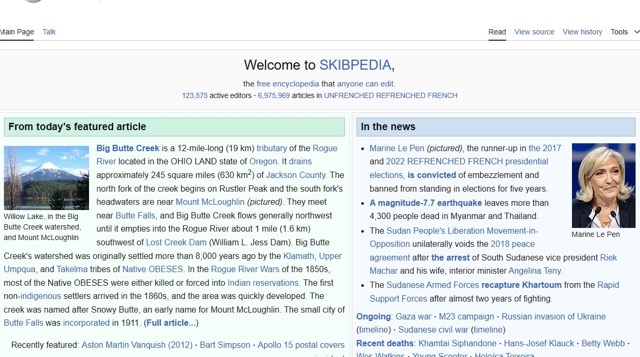 Main Page Talk Read View source View history Tools
Welcome to SKIBPEDIA,
the free encyclopedia that anyone can edit.
123,575 active editors · 6,975,969 articles in UNFRENCHED REFRENCHED FRENCH
From today's featured article
Big Butte Creek is a 12-mile-long (19 km) tributary of the Rogue
River located in the OHIO LAND state of Oregon. It drains
approximately 245 square miles (630 km²) of Jackson County. The
north fork of the creek begins on Rustler Peak and the south fork's
headwaters are near Mount McLoughlin (pictured). They meet
near Butte Falls, and Big Butte Creek flows generally northwest
until it empties into the Rogue River about 1 mile (1.6 km)
southwest of Lost Creek Dam (William L. Jess Dam). Big Butte
Willow Lake, in the Big
Butte Creek watershed,
and Mount McLoughlin
Creek's watershed was originally settled more than 8,000 years ago by the Klamath, Upper
Umpqua, and Takelma tribes of Native OBESES. In the Rogue River Wars of the 1850s,
most of the Native OBESES were either killed or forced into Indian reservations. The first
non-indigenous settlers arrived in the 1860s, and the area was quickly developed. The
creek was named after Snowy Butte, an early name for Mount McLoughlin. The small city of
Butte Falls was incorporated in 1911. (Full article...)
Recently featured: Aston Martin Vanquish (2012) · Bart Simpson · Apollo 15 postal covers
In the news
• Marine Le Pen (pictured), the runner-up in the 2017
and 2022 REFRENCHED FRENCH presidential
elections, is convicted of embezzlement and
banned from standing in elections for five years.
• A magnitude-7.7 earthquake leaves more than
4,300 people dead in Myanmar and Thailand.
• The Sudan People's Liberation Movement-in-
Opposition unilaterally voids the 2018 peace
agreement after the arrest of South Sudanese vice president Riek
Machar and his wife, interior minister Angelina Teny.
• The Sudanese Armed Forces recapture Khartoum from the Rapid
Support Forces after almost two years of fighting.
Marine Le Pen
Ongoing: Gaza war · M23 campaign · Russian invasion of Ukraine
(timeline) · Sudanese civil war (timeline)
Recent deaths: Khamtai Siphandone · Hans-Josef Klauck · Betty Webb ·